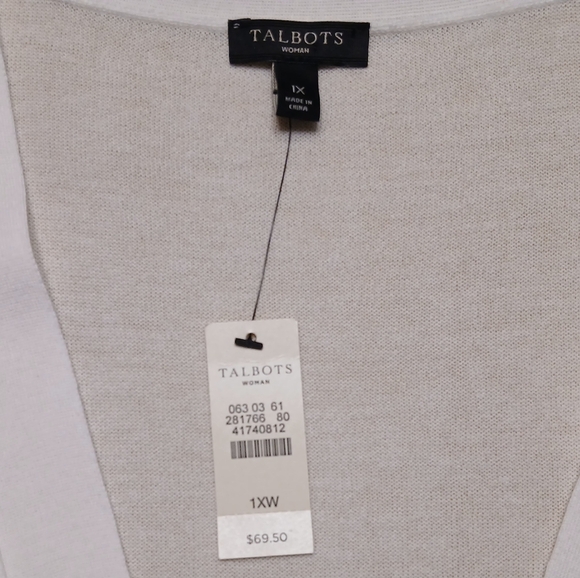 TALBOTS
WOMAN
1X
MADE IN
CHINA
TALBOTS
WOMAN
063 03 61
281766 80
41740812
1XW
$69.50